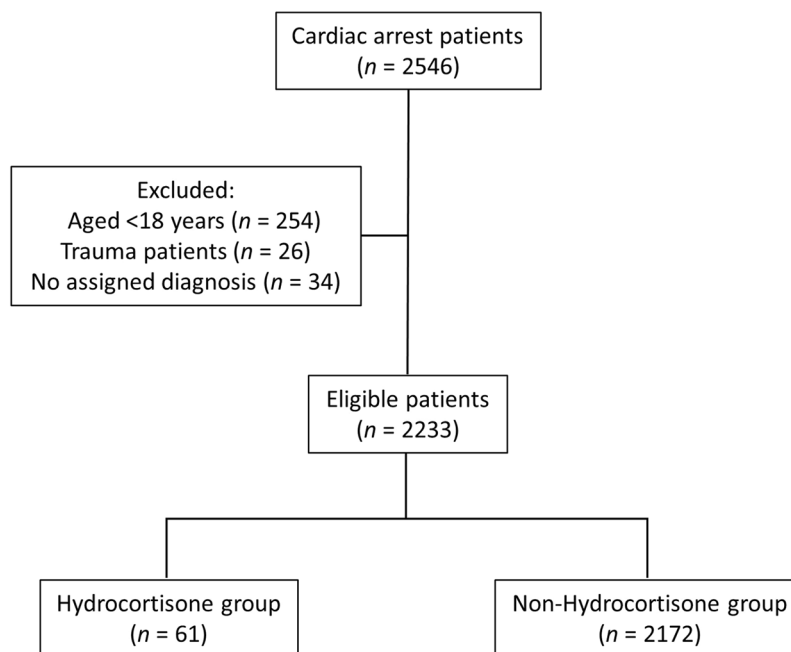 Cardiac arrest patients
(n = 2546)
Excluded:
Aged <18 years (n = 254)
Trauma patients (n = 26)
No assigned diagnosis (n = 34)
Eligible patients
(n = 2233)
Hydrocortisone group
(n = 61)
Non-Hydrocortisone group
(n = 2172)